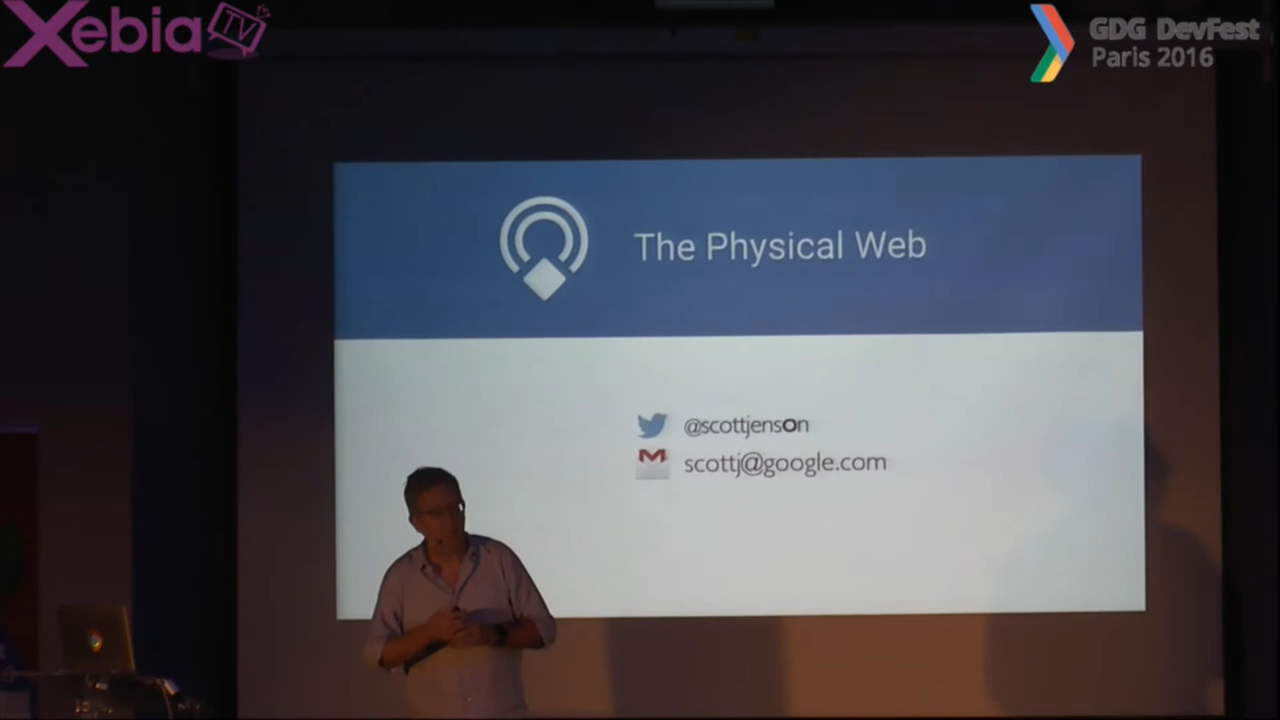 Xebia TV
GDG DevFest
Paris 2016
The Physical Web
@scottjenson
scottj@google.com